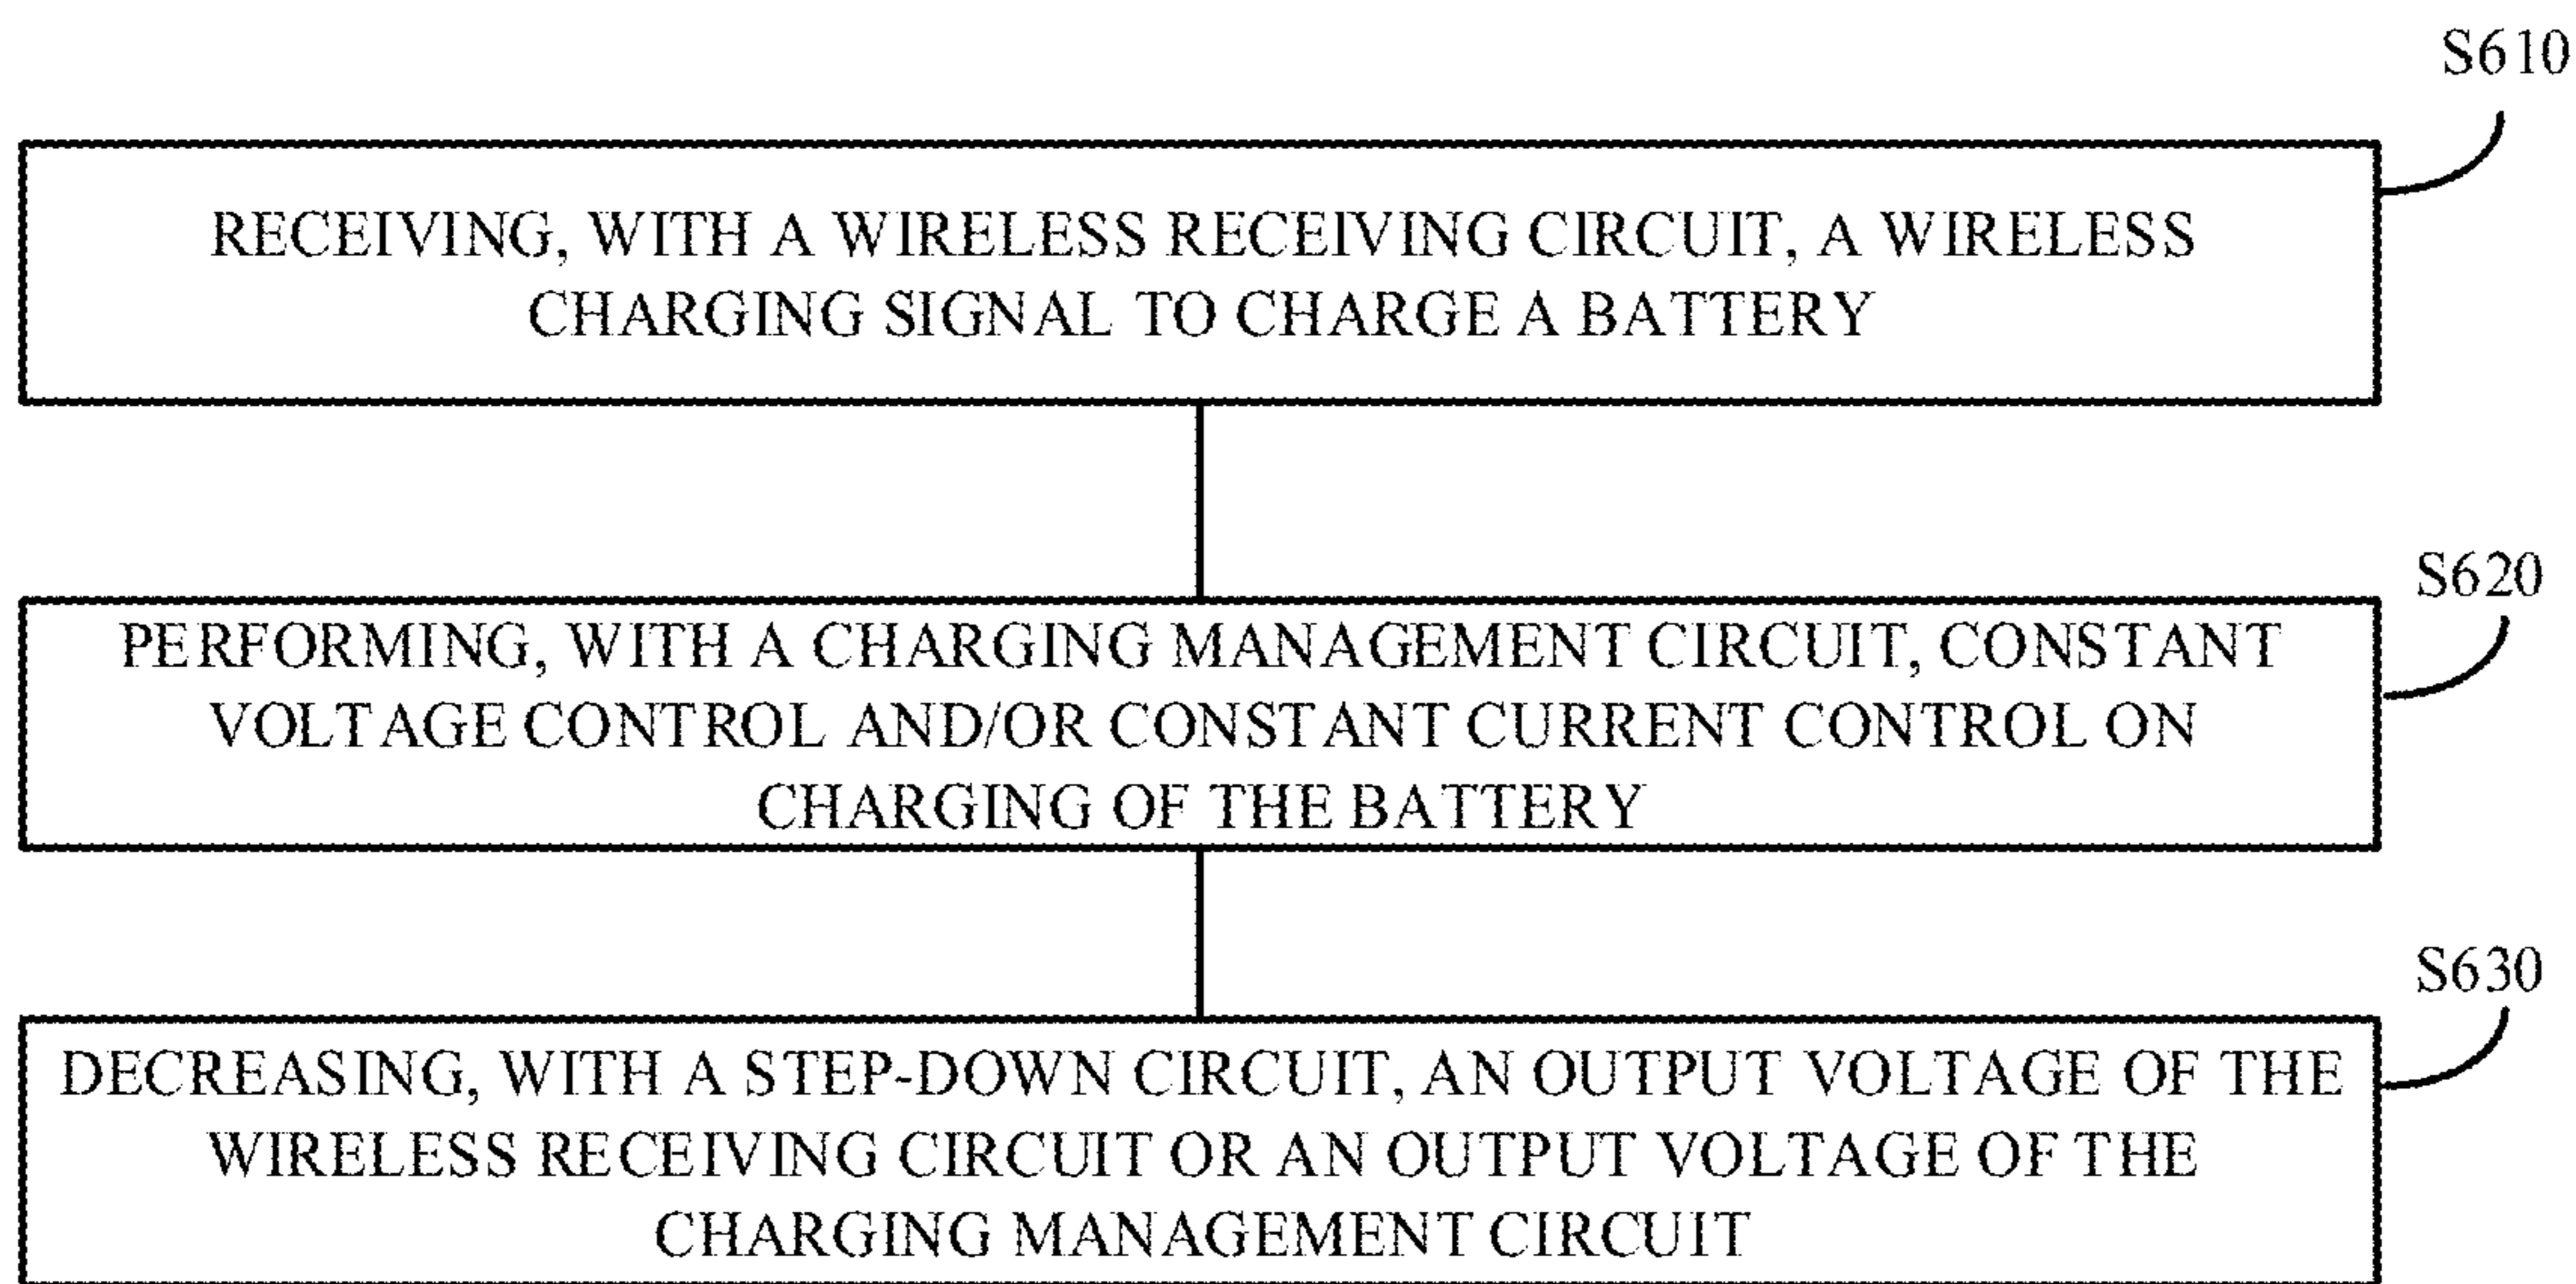 S610
RECEIVING, WITH A WIRELESS RECEIVING CIRCUIT, A WIRELESS
CHARGING SIGNAL TO CHARGE A BATTERY
S620
PERFORMING, WITH A CHARGING MANAGEMENT CIRCUIT, CONSTANT
VOLTAGE CONTROL AND/OR CONSTANT CURRENT CONTROL ON
CHARGING OF THE BATTERY
S630
DECREASING, WITH A STEP-DOWN CIRCUIT, AN OUTPUT VOLTAGE OF THE
WIRELESS RECEIVING CIRCUIT OR AN OUTPUT VOLTAGE OF THE
CHARGING MANAGEMENT CIRCUIT